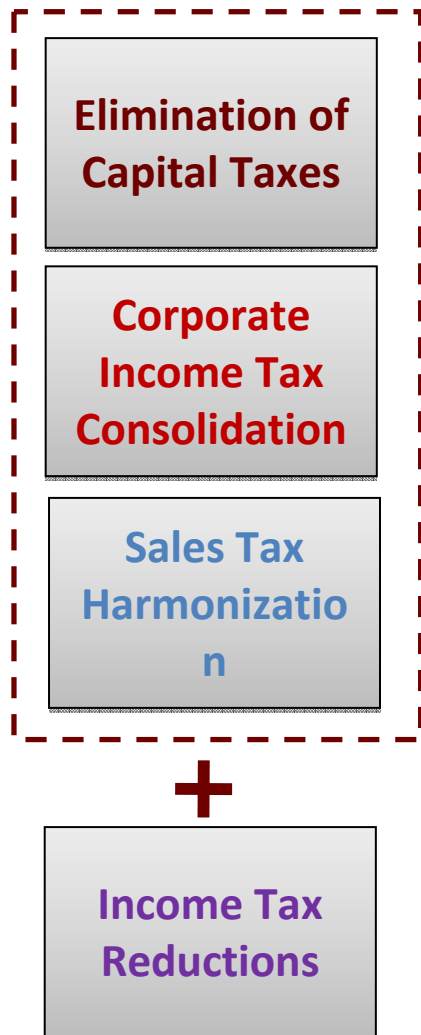 Elimination of
Capital Taxes
Corporate
Income Tax
Consolidation
Sales Tax
Harmonizatio
n
+
Income Tax
Reductions